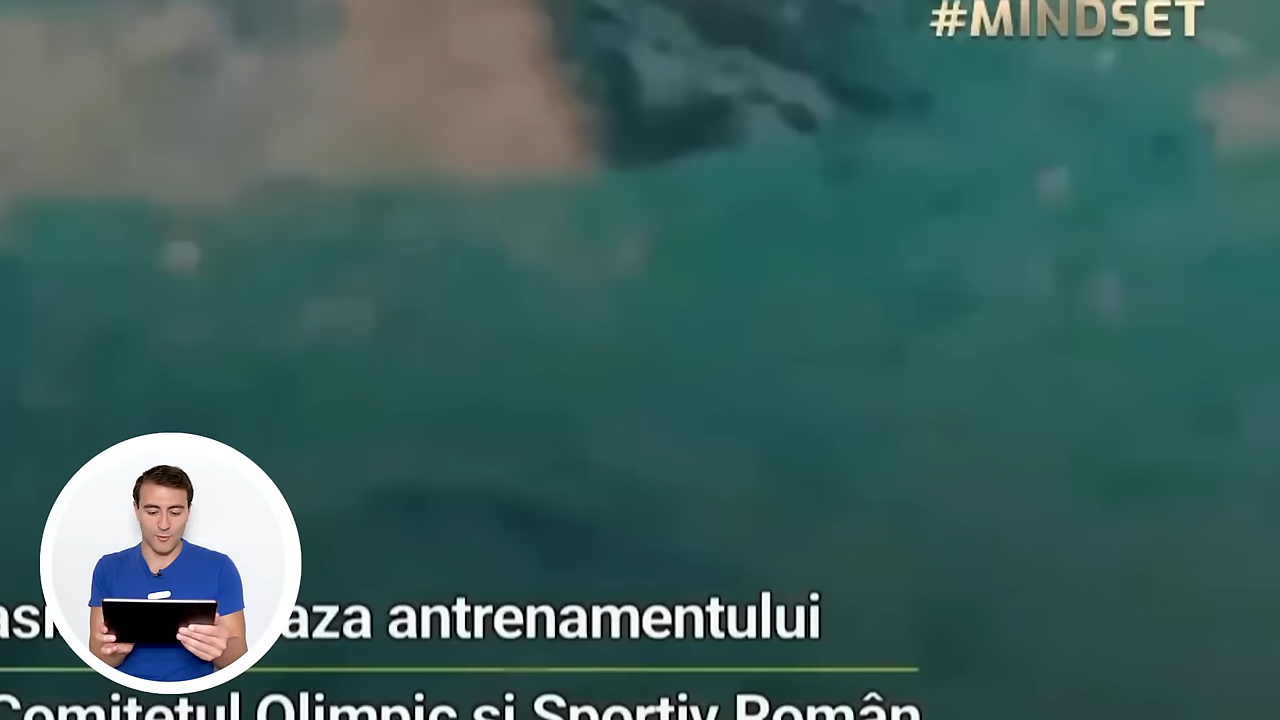 #MINDSET
aza antrenamentului
Comitetul Olimpic și Sportiv Român